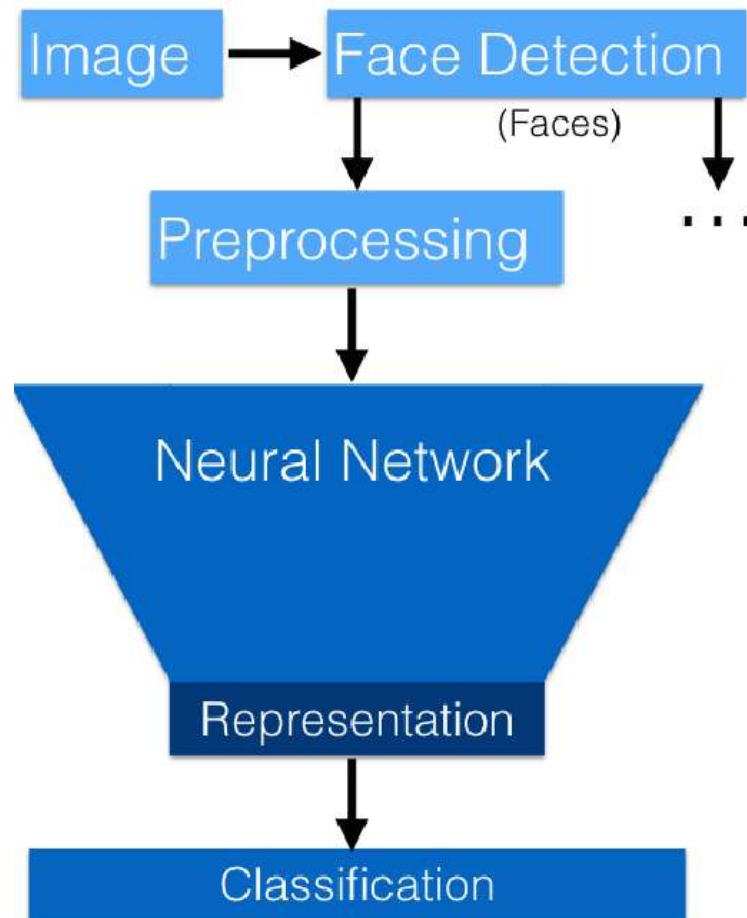 Image
Face Detection
(Faces)
Preprocessing
...
Neural Network
Representation
Classification